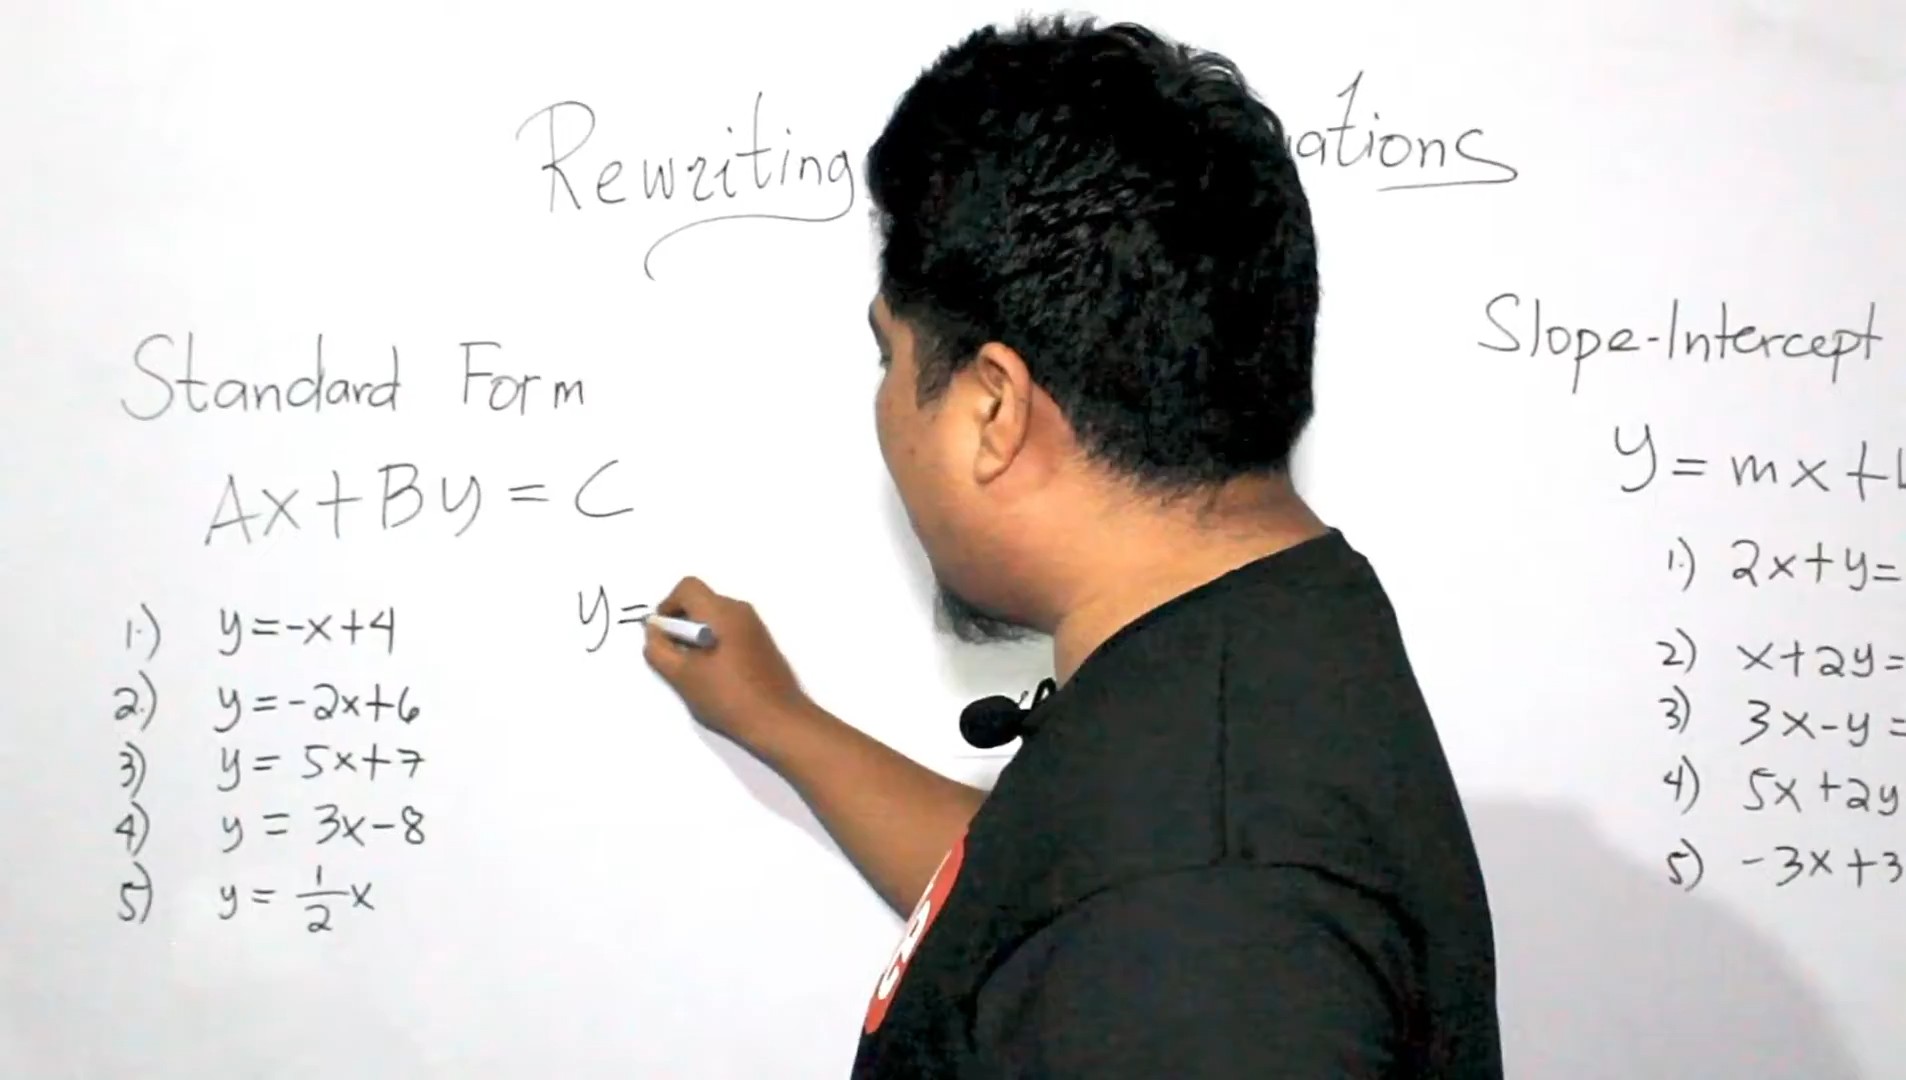 Rewriting ations
Standard Form
Ax+By=C
1.) y=-x+4
2.) y=-2x+6
3) y=5x+7
4) y=3x-8
5) y=1/2x
y=
Slope-Intercept
y=mx+
1.) 2x+y=
2) x+2y=
3) 3x-y=
4) 5x+2y
5) -3x+3